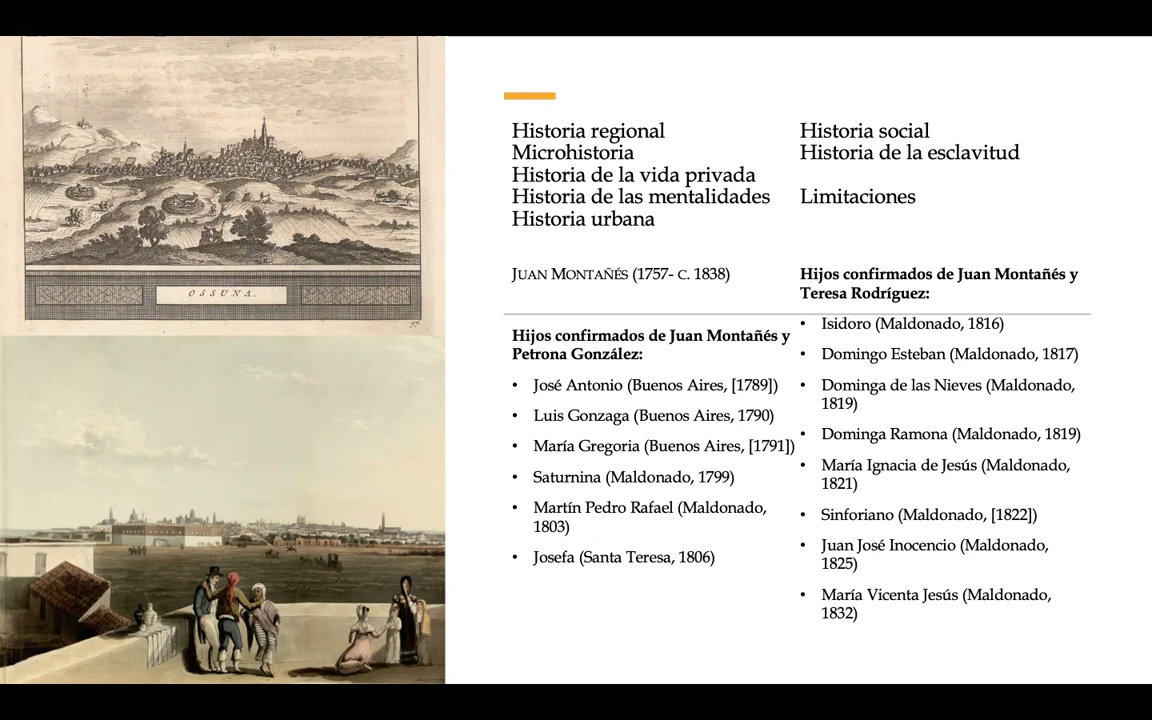 OSSUNA.
97
Historia regional
Microhistoria
Historia de la vida privada
Historia de las mentalidades
Historia urbana
Historia social
Historia de la esclavitud
Limitaciones
JUAN MONTAÑÉS (1757- C. 1838)
Hijos confirmados de Juan Montañés y
Petrona González:
• José Antonio (Buenos Aires, [1789])
• Luis Gonzaga (Buenos Aires, 1790)
• María Gregoria (Buenos Aires, [1791])
• Saturnina (Maldonado, 1799)
• Martín Pedro Rafael (Maldonado,
1803)
• Josefa (Santa Teresa, 1806)
Hijos confirmados de Juan Montañés y
Teresa Rodríguez:
• Isidoro (Maldonado, 1816)
• Domingo Esteban (Maldonado, 1817)
• Dominga de las Nieves (Maldonado,
1819)
• Dominga Ramona (Maldonado, 1819)
• María Ignacia de Jesús (Maldonado,
1821)
• Sinforiano (Maldonado, [1822])
• Juan José Inocencio (Maldonado,
1825)
• María Vicenta Jesús (Maldonado,
1832)